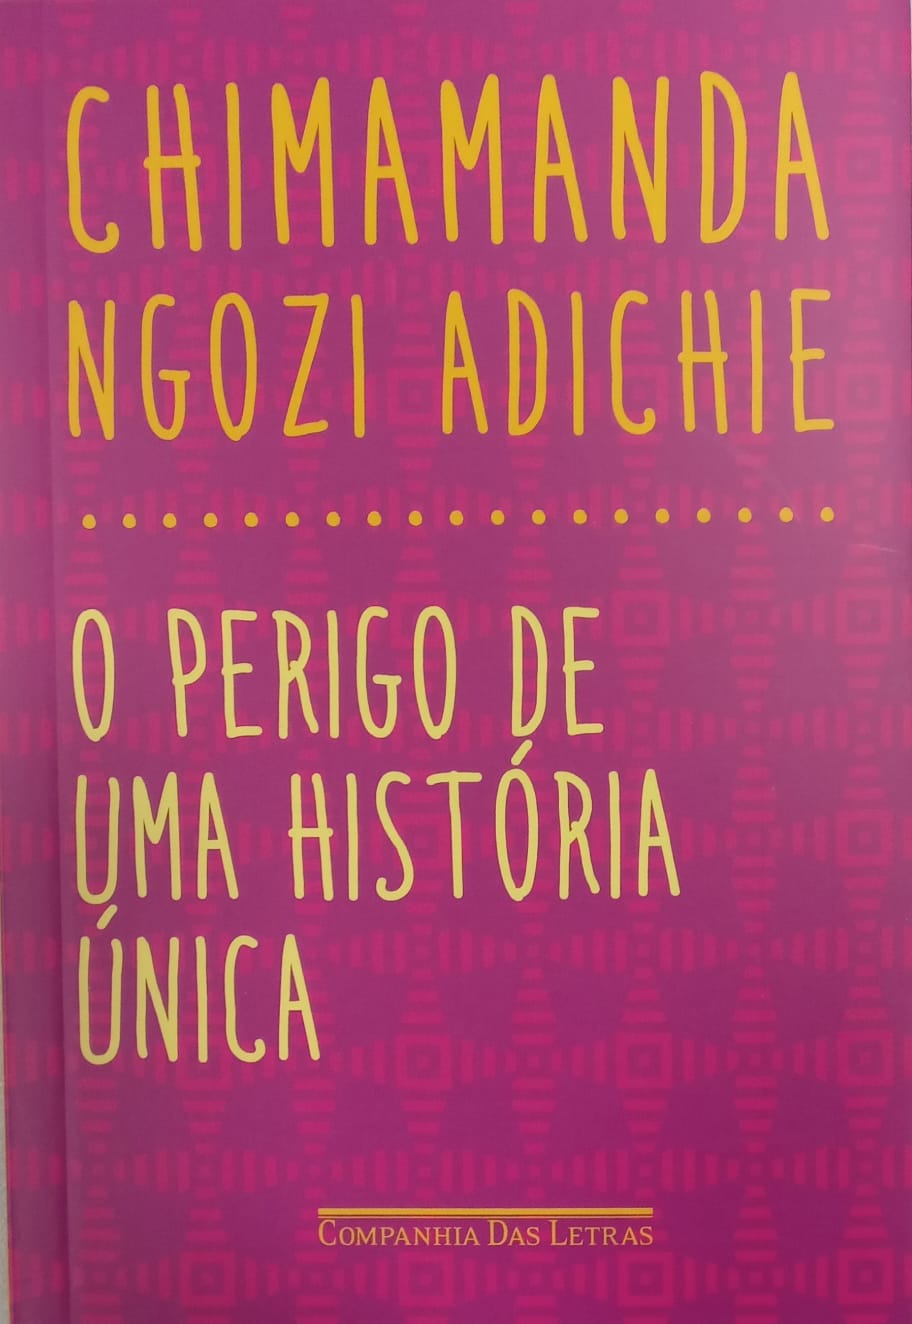 CHIMAMANDA
NGOZI ADICHIE
O PERIGO DE
UMA HISTÓRIA
ÚNICA
COMPANHIA DAS LETRAS